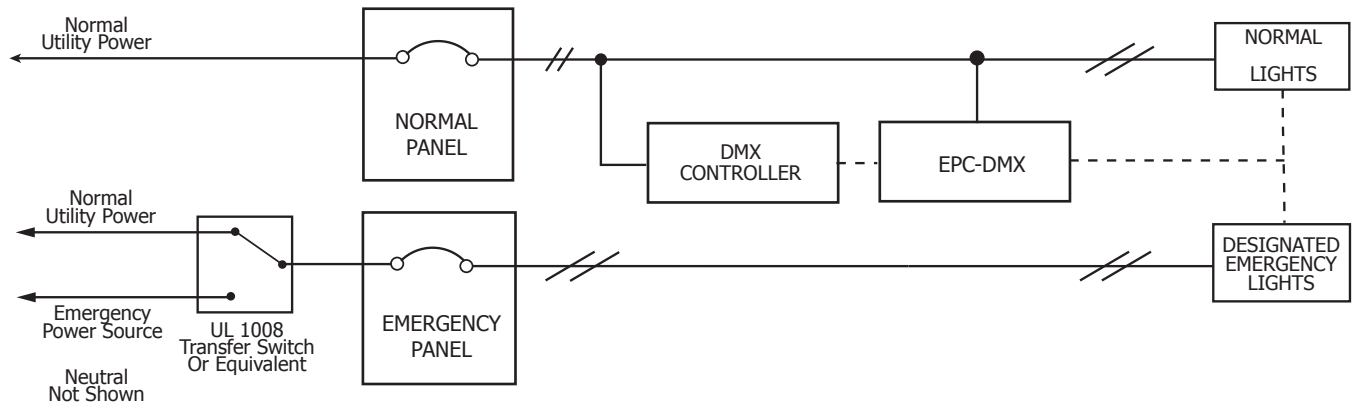 Normal
Utility Power
NORMAL
PANEL
DMX
CONTROLLER
EPC-DMX
NORMAL
LIGHTS
Normal
Utility Power
Emergency
Power Source
UL 1008
Transfer Switch
Or Equivalent
EMERGENCY
PANEL
DESIGNATED
EMERGENCY
LIGHTS
Neutral
Not Shown